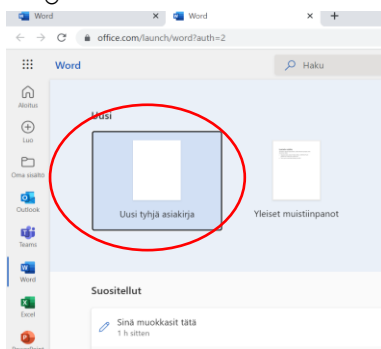 Word
Word
office.com/launch/word?auth=2
Word
Haku
Aloitus
Uusi
Luo
Oma sisältö
Outlook
Uusi tyhjä asiakirja
Yleiset muistiinpanot
Teams
Word
Suositellut
Excel
Sinä muokkasit tätä
1 h sitten
PowerPoint